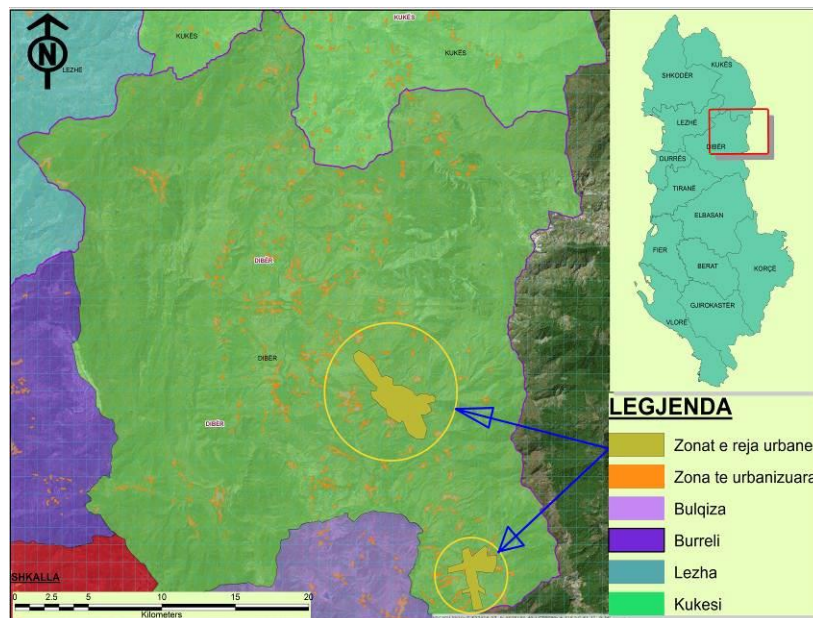 N
LEZHË
KUKËS
KUKËS
KUKËS
DIBËR
DIBËR
DIBËR
SHKALLA
0 2.5 5 10 15 20
Kilometers
KUKËS
SHKODËR
LEZHË
DIBËR
DURRËS
TIRANË
ELBASAN
FIER
BERAT
KORÇË
GJIROKASTËR
VLORË
LEGJENDA
Zonat e reja urbane
Zona te urbanizuara
Bulqiza
Burreli
Lezha
Kukesi